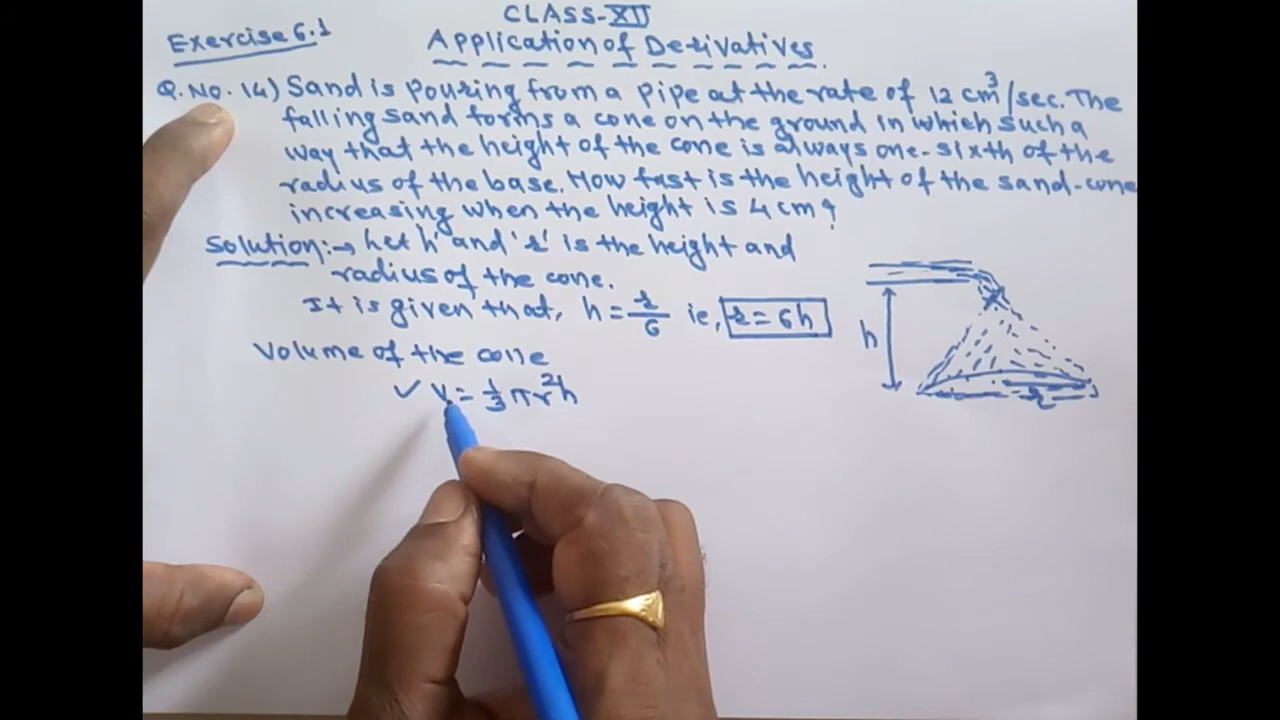 CLASS-XII
Exercise 6.1
Application of Derivatives
Q.No. 14) Sand is pouring from a pipe at the rate of 12 cm³/sec. The
falling sand forms a cone on the ground in which such a
way that the height of the cone is always one-sixth of the
radius of the base. How fast is the height of the sand-cone
increasing when the height is 4 cm?
Solution:→ Let 'h' and 'r' is the height and
radius of the cone.
It is given that, h = r/6 ie, r = 6h
Volume of the cone
✓ V = 1/3 πr²h
h
r